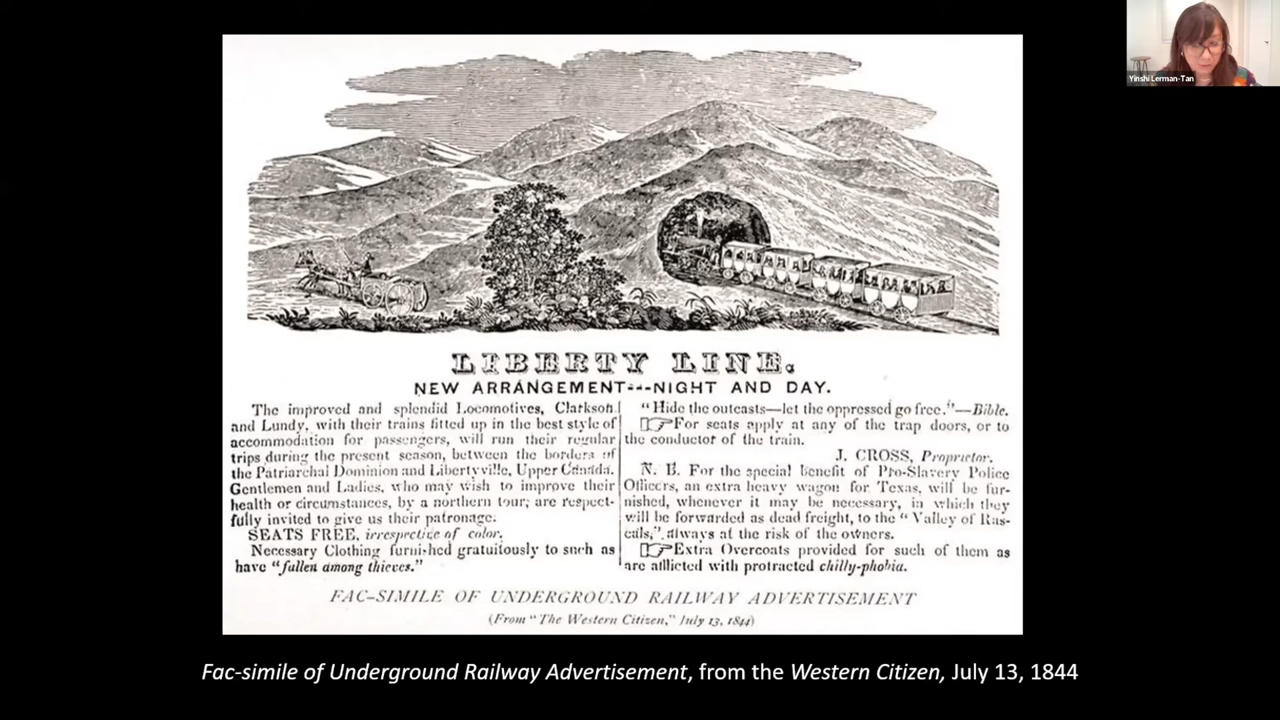 Yinshi Lerman-Tan
LIBERTY LINE.
NEW ARRANGEMENT---NIGHT AND DAY.
The improved and splendid Locomotives, Clarkson
and Lundy, with their trains fitted up in the best style of
accommodation for passengers, will run their regular
trips during the present season, between the borders of
the Patriarchal Dominion and Libertyville, Upper Canada.
Gentlemen and Ladies, who may wish to improve their
health or circumstances, by a northern tour, are respect-
fully invited to give us their patronage.
SEATS FREE, irrespective of color.
Necessary Clothing furnished gratuitously to such as
have "fallen among thieves."
"Hide the outcasts—let the oppressed go free."—Bible.
☞For seats apply at any of the trap doors, or to
the conductor of the train.
J. CROSS, Proprietor.
N. B. For the special benefit of Pro-Slavery Police
Officers, an extra heavy wagon for Texas, will be fur-
nished, whenever it may be necessary, in which they
will be forwarded as dead freight, to the "Valley of Ras-
cals," always at the risk of the owners.
☞Extra Overcoats provided for such of them as
are afflicted with protracted chilly-phobia.
FAC-SIMILE OF UNDERGROUND RAILWAY ADVERTISEMENT
(From "The Western Citizen," July 13, 1844)
Fac-simile of Underground Railway Advertisement, from the Western Citizen, July 13, 1844